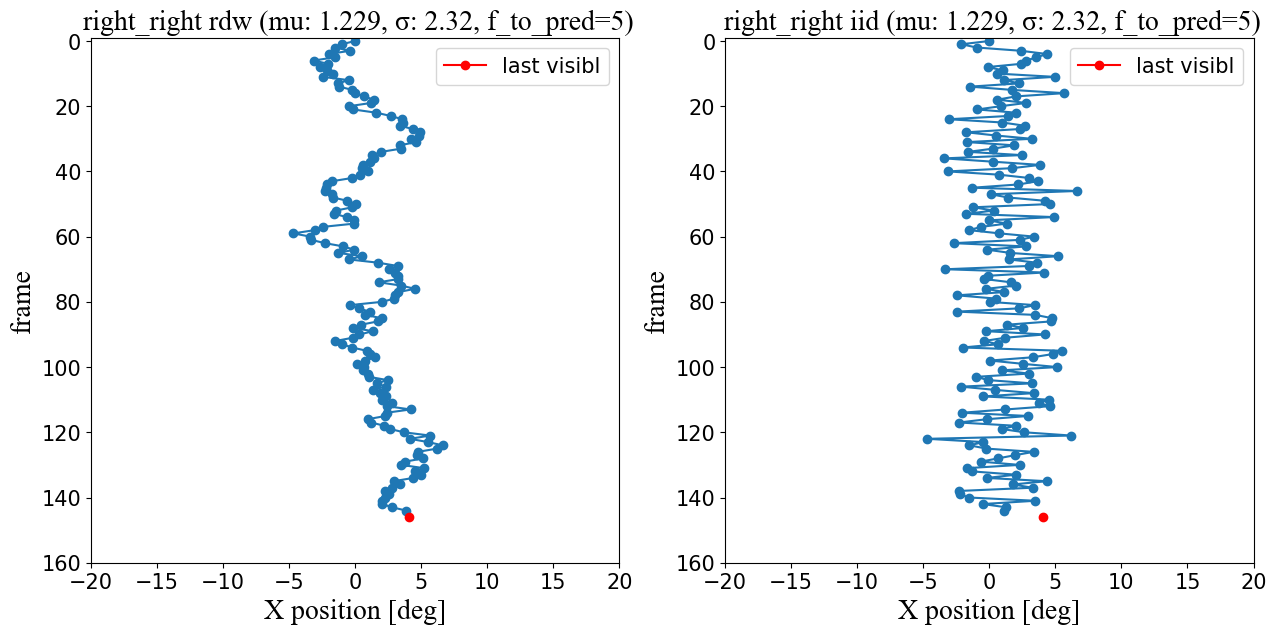 right_right rdw (mu: 1.229, σ: 2.32, f_to_pred=5)
last visibl
0
20
40
60
80
100
120
140
160
frame
−20 −15 −10 −5 0 5 10 15 20
X position [deg]
right_right iid (mu: 1.229, σ: 2.32, f_to_pred=5)
last visibl
0
20
40
60
80
100
120
140
160
frame
−20 −15 −10 −5 0 5 10 15 20
X position [deg]